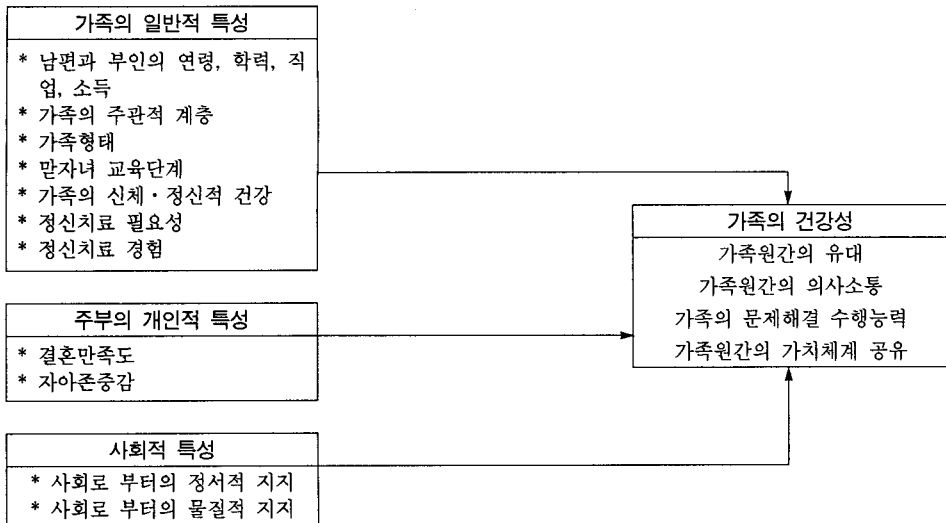 가족의 일반적 특성
* 남편과 부인의 연령, 학력, 직
업, 소득
* 가족의 주관적 계층
* 가족형태
* 맏자녀 교육단계
* 가족의 신체·정신적 건강
* 정신치료 필요성
* 정신치료 경험
주부의 개인적 특성
* 결혼만족도
* 자아존중감
사회적 특성
* 사회로 부터의 정서적 지지
* 사회로 부터의 물질적 지지
가족의 건강성
가족원간의 유대
가족원간의 의사소통
가족의 문제해결 수행능력
가족원간의 가치체계 공유